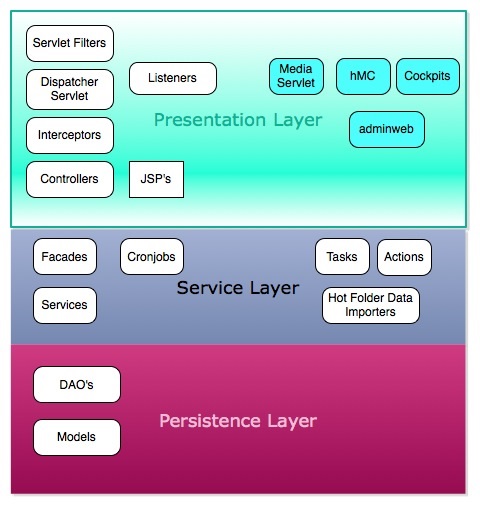 Servlet Filters
Dispatcher
Servlet
Listeners
Media
Servlet
hMC
Cockpits
Interceptors
Presentation Layer
adminweb
Controllers
JSP's
Facades
Cronjobs
Tasks
Actions
Services
Service Layer
Hot Folder Data
Importers
DAO's
Persistence Layer
Models